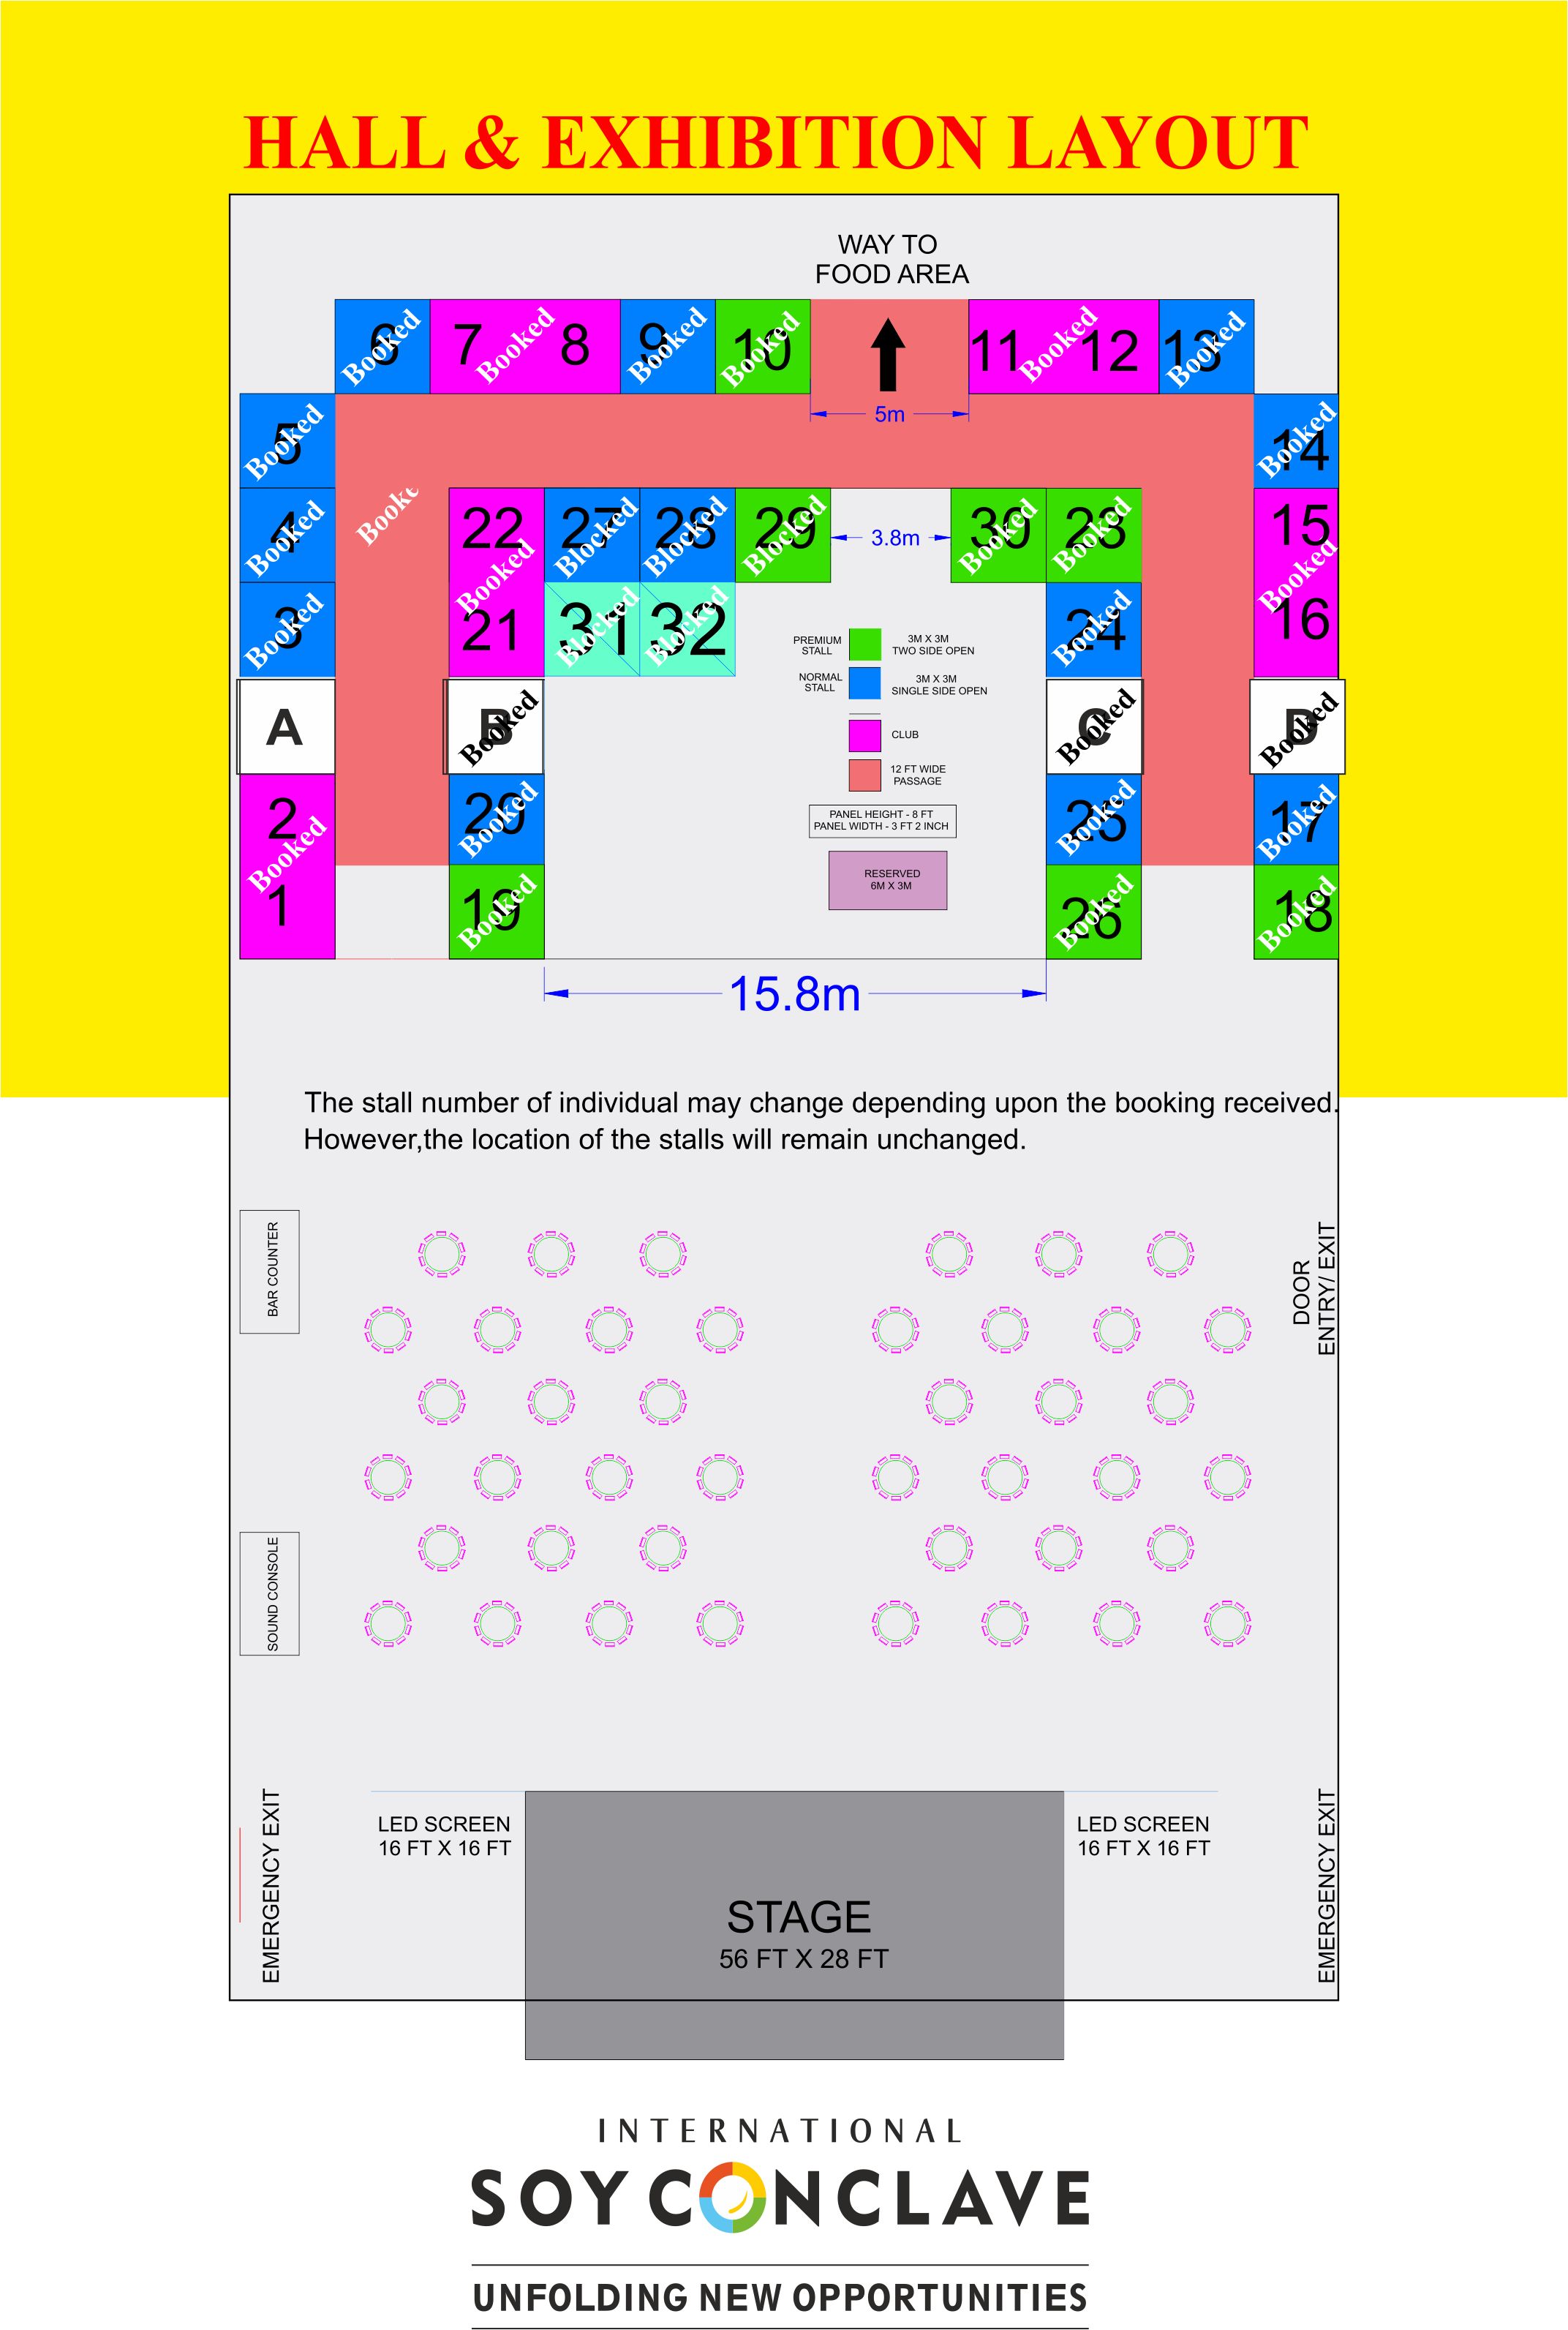 HALL & EXHIBITION LAYOUT
WAY TO
FOOD AREA
6 Booked
7 Booked 8
9 Booked
10 Booked
11 Booked 12
13 Booked
5m
5 Booked
14 Booked
4 Booked
Booke
22
27 Blocked
28 Blocked
29 Blocked
3.8m
30 Booked
23 Booked
15
Booked
Booked
3 Booked
21
31 Blocked
32 Blocked
24 Booked
16
PREMIUM
STALL
3M X 3M
TWO SIDE OPEN
NORMAL
STALL
3M X 3M
SINGLE SIDE OPEN
CLUB
12 FT WIDE
PASSAGE
PANEL HEIGHT - 8 FT
PANEL WIDTH - 3 FT 2 INCH
RESERVED
6M X 3M
A
B Booked
C Booked
D Booked
2
Booked
1
20 Booked
25 Booked
17 Booked
19 Booked
26 Booked
18 Booked
15.8m
The stall number of individual may change depending upon the booking received.
However,the location of the stalls will remain unchanged.
BAR COUNTER
DOOR
ENTRY/ EXIT
SOUND CONSOLE
EMERGENCY EXIT
LED SCREEN
16 FT X 16 FT
STAGE
56 FT X 28 FT
LED SCREEN
16 FT X 16 FT
EMERGENCY EXIT
INTERNATIONAL
SOY CONCLAVE
UNFOLDING NEW OPPORTUNITIES